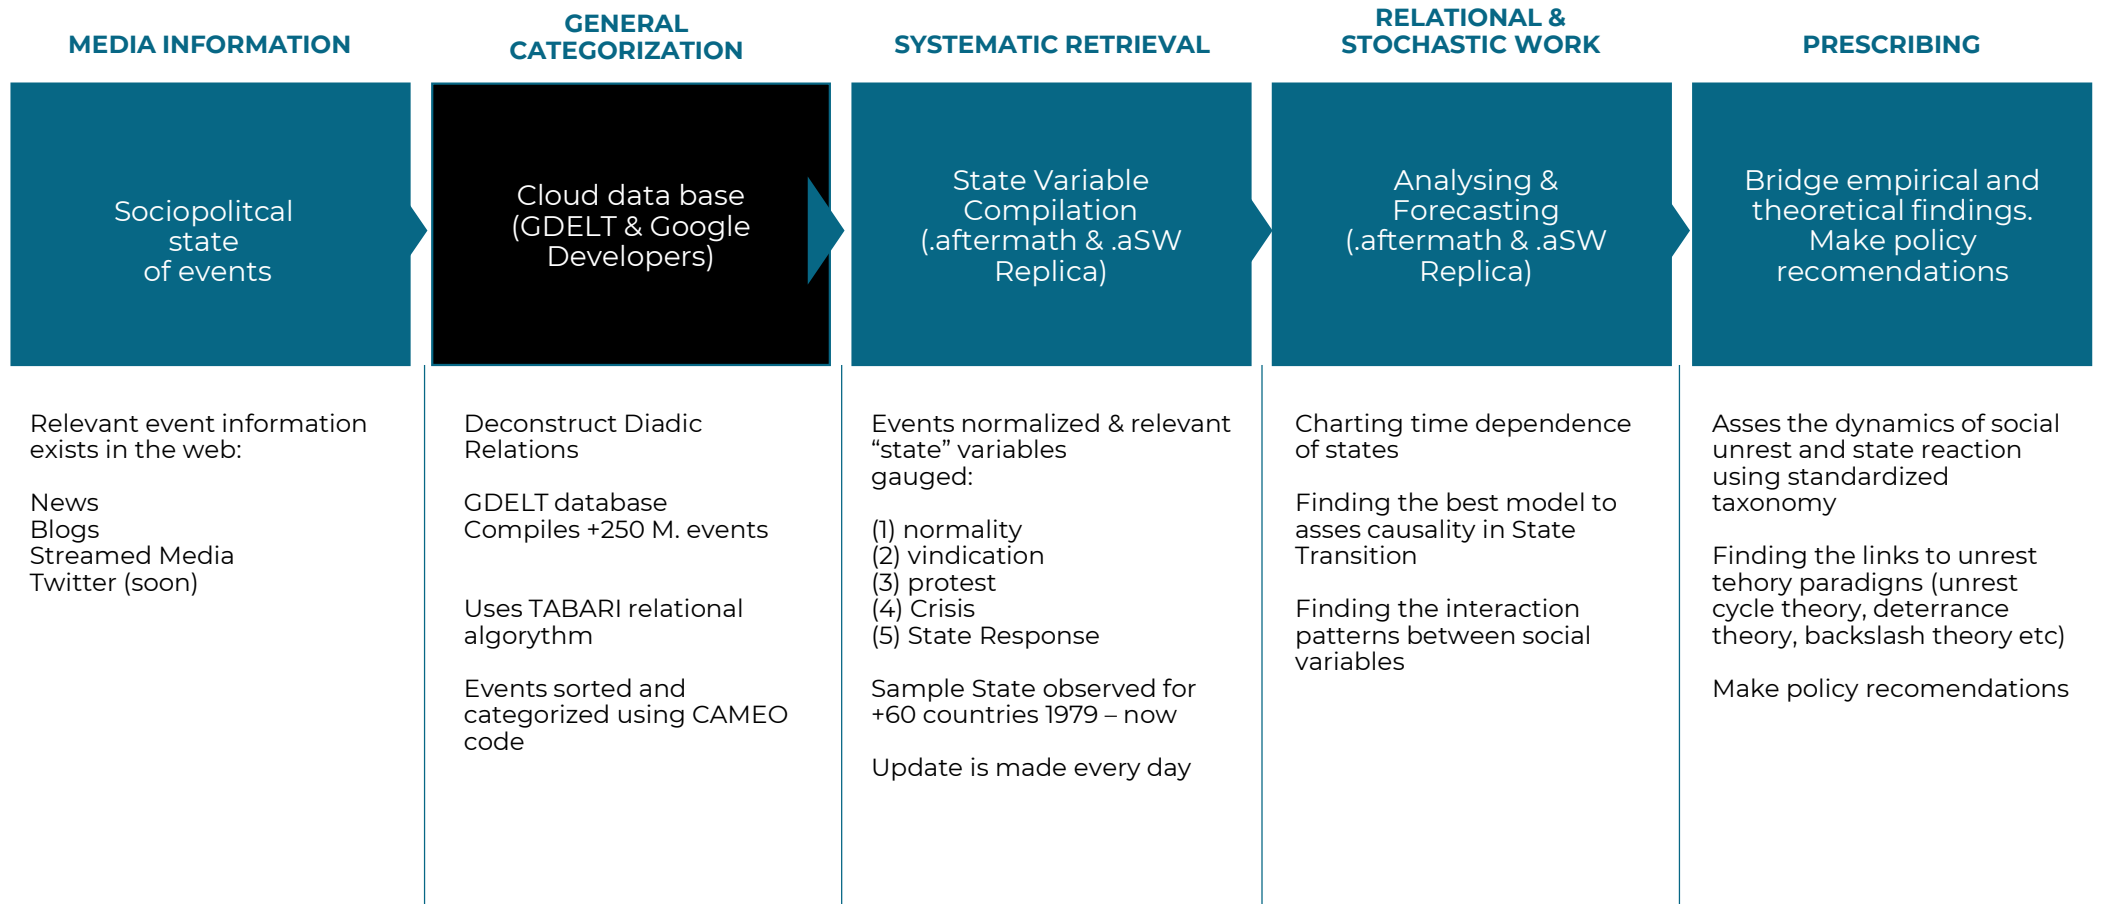 MEDIA INFORMATION
GENERAL
CATEGORIZATION
SYSTEMATIC RETRIEVAL
RELATIONAL &
STOCHASTIC WORK
PRESCRIBING
Sociopolitcal
state
of events
Cloud data base
(GDELT & Google
Developers)
State Variable
Compilation
(.aftermath & .aSW
Replica)
Analysing &
Forecasting
(.aftermath & .aSW
Replica)
Bridge empirical and
theoretical findings.
Make policy
recomendations
Relevant event information
exists in the web:
News
Blogs
Streamed Media
Twitter (soon)
Deconstruct Diadic
Relations
GDELT database
Compiles +250 M. events
Uses TABARI relational
algorythm
Events sorted and
categorized using CAMEO
code
Events normalized & relevant
“state” variables
gauged:
(1) normality
(2) vindication
(3) protest
(4) Crisis
(5) State Response
Sample State observed for
+60 countries 1979 – now
Update is made every day
Charting time dependence
of states
Finding the best model to
asses causality in State
Transition
Finding the interaction
patterns between social
variables
Asses the dynamics of social
unrest and state reaction
using standardized
taxonomy
Finding the links to unrest
tehory paradigms (unrest
cycle theory, deterrance
theory, backslash theory etc)
Make policy recomendations